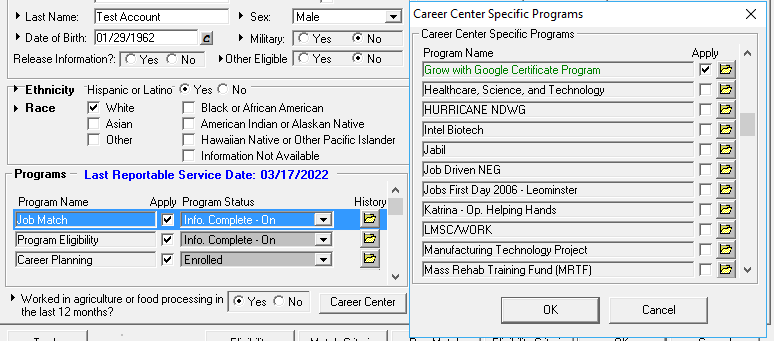 Last Name: Test Account Sex: Male
Date of Birth: 01/29/1962 Military: Yes No
Release Information?: Yes No Other Eligible Yes No
Ethnicity Hispanic or Latino Yes No
Race White Black or African American
Asian American Indian or Alaskan Native
Other Hawaiian Native or Other Pacific Islander
Information Not Available
Programs Last Reportable Service Date: 03/17/2022
Program Name Apply Program Status History
Job Match Info. Complete - On
Program Eligibility Info. Complete - On
Career Planning Enrolled
Worked in agriculture or food processing in
the last 12 months? Yes No Career Center
Career Center Specific Programs
Career Center Specific Programs
Program Name Apply
Grow with Google Certificate Program
Healthcare, Science, and Technology
HURRICANE NDWG
Intel Biotech
Jabil
Job Driven NEG
Jobs First Day 2006 - Leominster
Katrina - Op. Helping Hands
LMSC/WORK
Manufacturing Technology Project
Mass Rehab Training Fund (MRTF)
OK Cancel